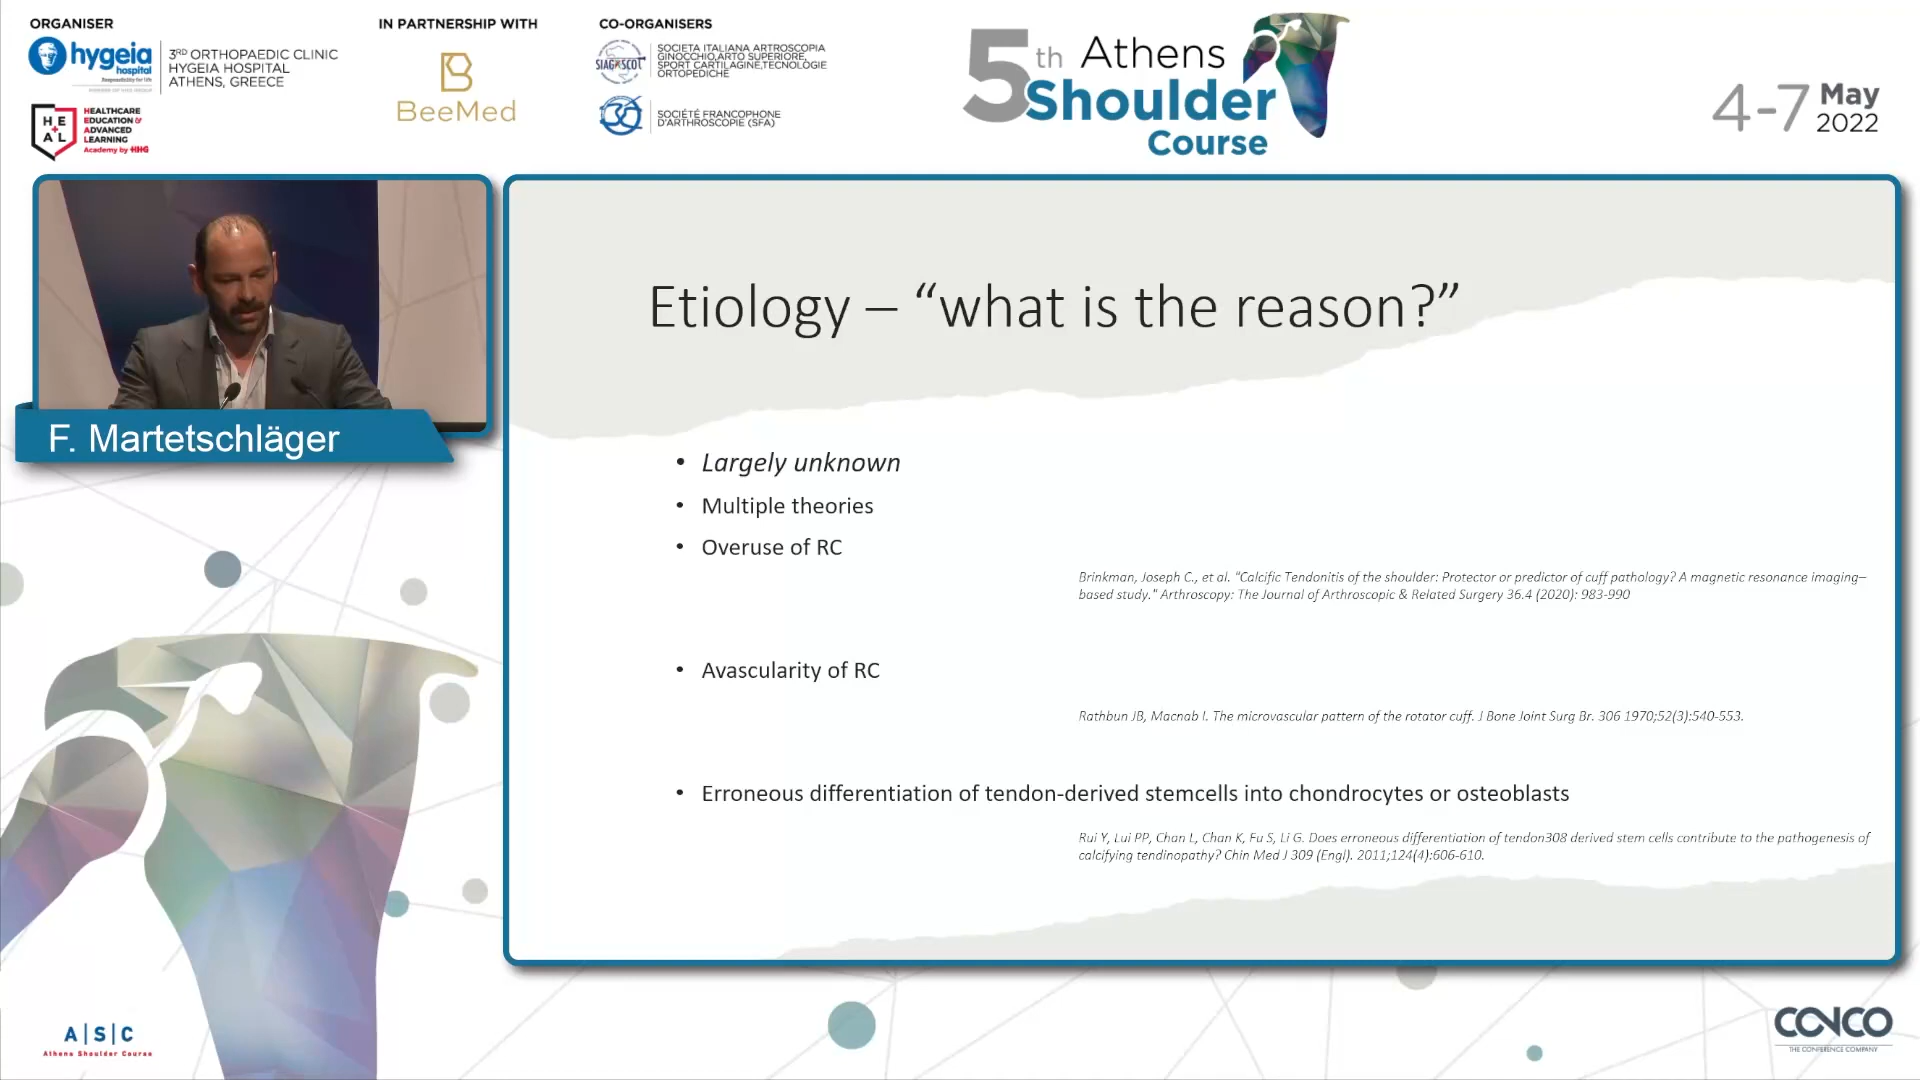 ORGANISER
hygeia
hospital
3RD ORTHOPAEDIC CLINIC
HYGEIA HOSPITAL
ATHENS, GREECE
HEAL
HEALTHCARE
EDUCATION &
ADVANCED
LEARNING
Academy by HHG
IN PARTNERSHIP WITH
BeeMed
CO-ORGANISERS
SIAGASCOT
SOCIETA ITALIANA ARTROSCOPIA
GINOCCHIO,ARTO SUPERIORE,
SPORT CARTILAGINE,TECNOLOGIE
ORTOPEDICHE
SOCIÉTÉ FRANCOPHONE
D'ARTHROSCOPIE (SFA)
5th Athens
Shoulder
Course
4-7 May
2022
F. Martetschläger
Etiology – “what is the reason?”
• Largely unknown
• Multiple theories
• Overuse of RC
Brinkman, Joseph C., et al. "Calcific Tendonitis of the shoulder: Protector or predictor of cuff pathology? A magnetic resonance imaging–
based study." Arthroscopy: The Journal of Arthroscopic & Related Surgery 36.4 (2020): 983-990
• Avascularity of RC
Rathbun JB, Macnab I. The microvascular pattern of the rotator cuff. J Bone Joint Surg Br. 306 1970;52(3):540-553.
• Erroneous differentiation of tendon-derived stemcells into chondrocytes or osteoblasts
Rui Y, Lui PP, Chan L, Chan K, Fu S, Li G. Does erroneous differentiation of tendon308 derived stem cells contribute to the pathogenesis of
calcifying tendinopathy? Chin Med J 309 (Engl). 2011;124(4):606-610.
A|S|C
Athens Shoulder Course
CONCO
THE CONFERENCE COMPANY